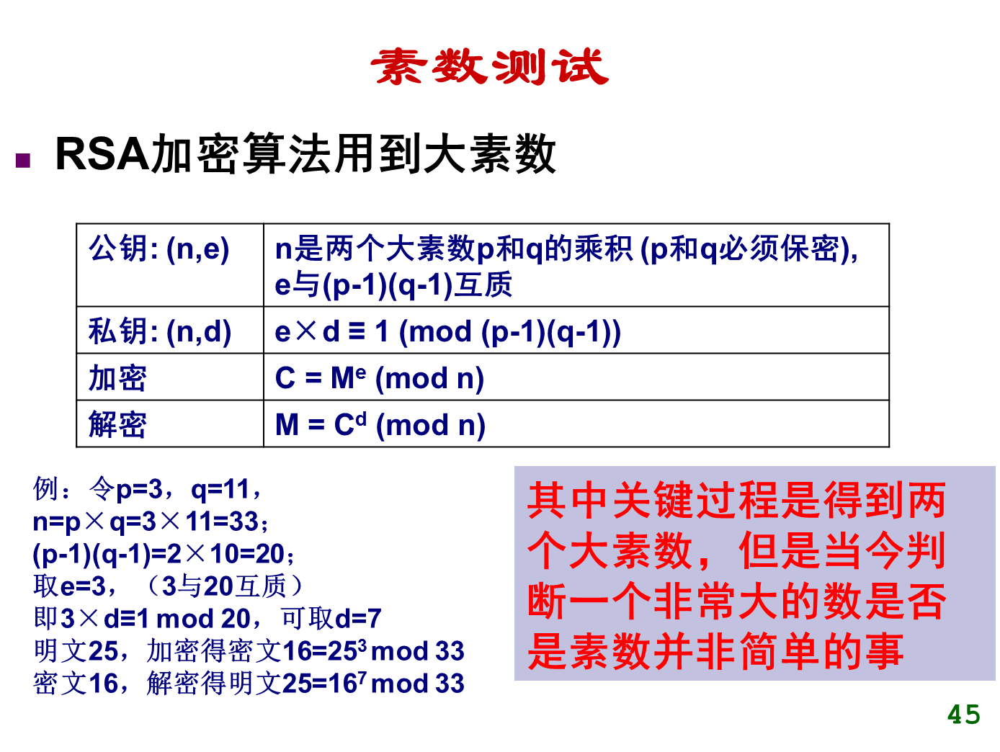 素数测试
RSA加密算法用到大素数
公钥: (n,e)
n是两个大素数p和q的乘积 (p和q必须保密),
e与(p-1)(q-1)互质
私钥: (n,d)
e×d ≡ 1 (mod (p-1)(q-1))
加密
C = Mᵉ (mod n)
解密
M = Cᵈ (mod n)
例：令p=3，q=11，
n=p×q=3×11=33；
(p-1)(q-1)=2×10=20；
取e=3，（3与20互质）
即3×d≡1 mod 20，可取d=7
明文25，加密得密文16=25³ mod 33
密文16，解密得明文25=16⁷ mod 33
其中关键过程是得到两
个大素数，但是当今判
断一个非常大的数是否
是素数并非简单的事
45